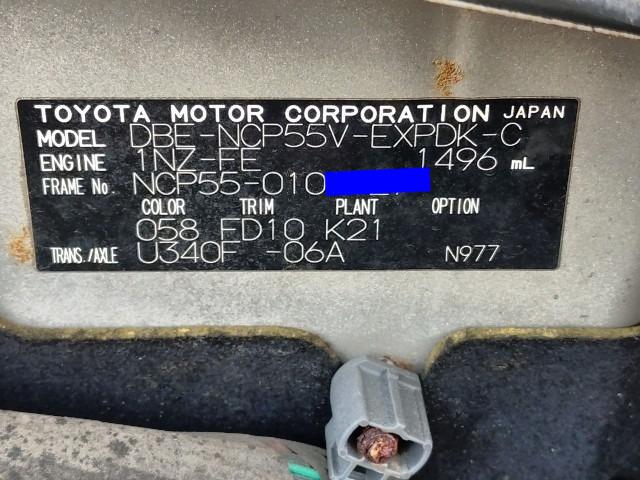 TOYOTA MOTOR CORPORATION JAPAN
MODEL DBE-NCP55V-EXPDK-C
ENGINE 1NZ-FE 1496 mL
FRAME No. NCP55-010
COLOR TRIM PLANT OPTION
058 FD10 K21
TRANS./AXLE U340F -06A N977